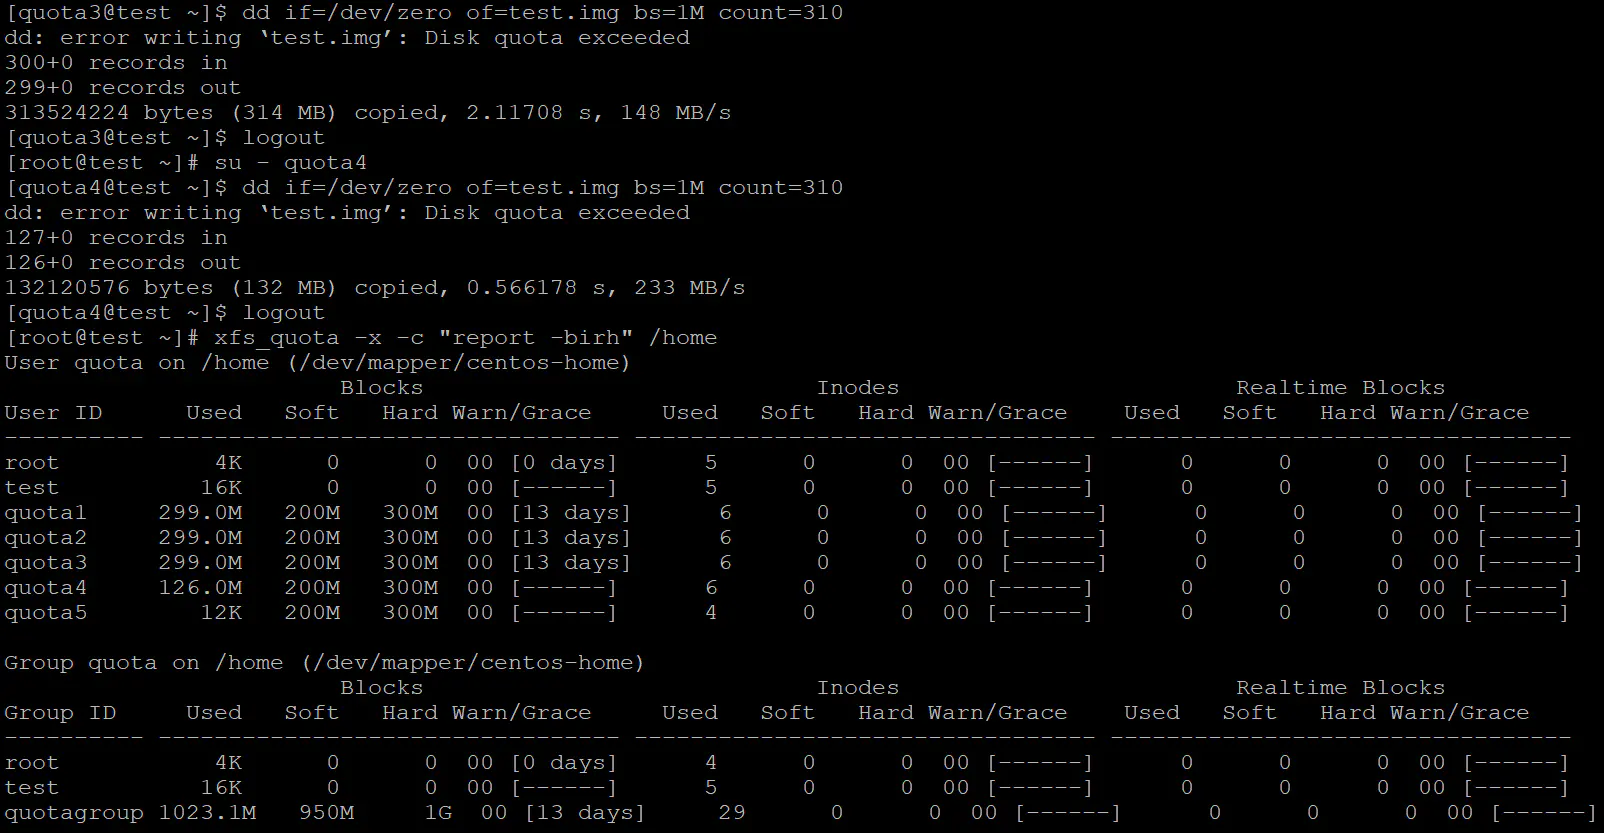 [quota3@test ~]$ dd if=/dev/zero of=test.img bs=1M count=310
dd: error writing ‘test.img’: Disk quota exceeded
300+0 records in
299+0 records out
313524224 bytes (314 MB) copied, 2.11708 s, 148 MB/s
[quota3@test ~]$ logout
[root@test ~]# su - quota4
[quota4@test ~]$ dd if=/dev/zero of=test.img bs=1M count=310
dd: error writing ‘test.img’: Disk quota exceeded
127+0 records in
126+0 records out
132120576 bytes (132 MB) copied, 0.566178 s, 233 MB/s
[quota4@test ~]$ logout
[root@test ~]# xfs_quota -x -c "report -birh" /home
User quota on /home (/dev/mapper/centos-home)
                        Blocks                            Inodes                        Realtime Blocks
User ID      Used   Soft   Hard Warn/Grace     Used   Soft   Hard Warn/Grace    Used   Soft   Hard Warn/Grace
---------- --------------------------------- --------------------------------- ---------------------------------
root           4K      0      0  00 [0 days]      5      0      0  00 [------]      0      0      0  00 [------]
test          16K      0      0  00 [------]      5      0      0  00 [------]      0      0      0  00 [------]
quota1     299.0M   200M   300M  00 [13 days]      6      0      0  00 [------]      0      0      0  00 [------]
quota2     299.0M   200M   300M  00 [13 days]      6      0      0  00 [------]      0      0      0  00 [------]
quota3     299.0M   200M   300M  00 [13 days]      6      0      0  00 [------]      0      0      0  00 [------]
quota4     126.0M   200M   300M  00 [------]      6      0      0  00 [------]      0      0      0  00 [------]
quota5        12K   200M   300M  00 [------]      4      0      0  00 [------]      0      0      0  00 [------]
Group quota on /home (/dev/mapper/centos-home)
                        Blocks                            Inodes                        Realtime Blocks
Group ID     Used   Soft   Hard Warn/Grace     Used   Soft   Hard Warn/Grace    Used   Soft   Hard Warn/Grace
---------- --------------------------------- --------------------------------- ---------------------------------
root           4K      0      0  00 [0 days]      4      0      0  00 [------]      0      0      0  00 [------]
test          16K      0      0  00 [------]      5      0      0  00 [------]      0      0      0  00 [------]
quotagroup 1023.1M   950M     1G  00 [13 days]     29      0      0  00 [------]      0      0      0  00 [------]